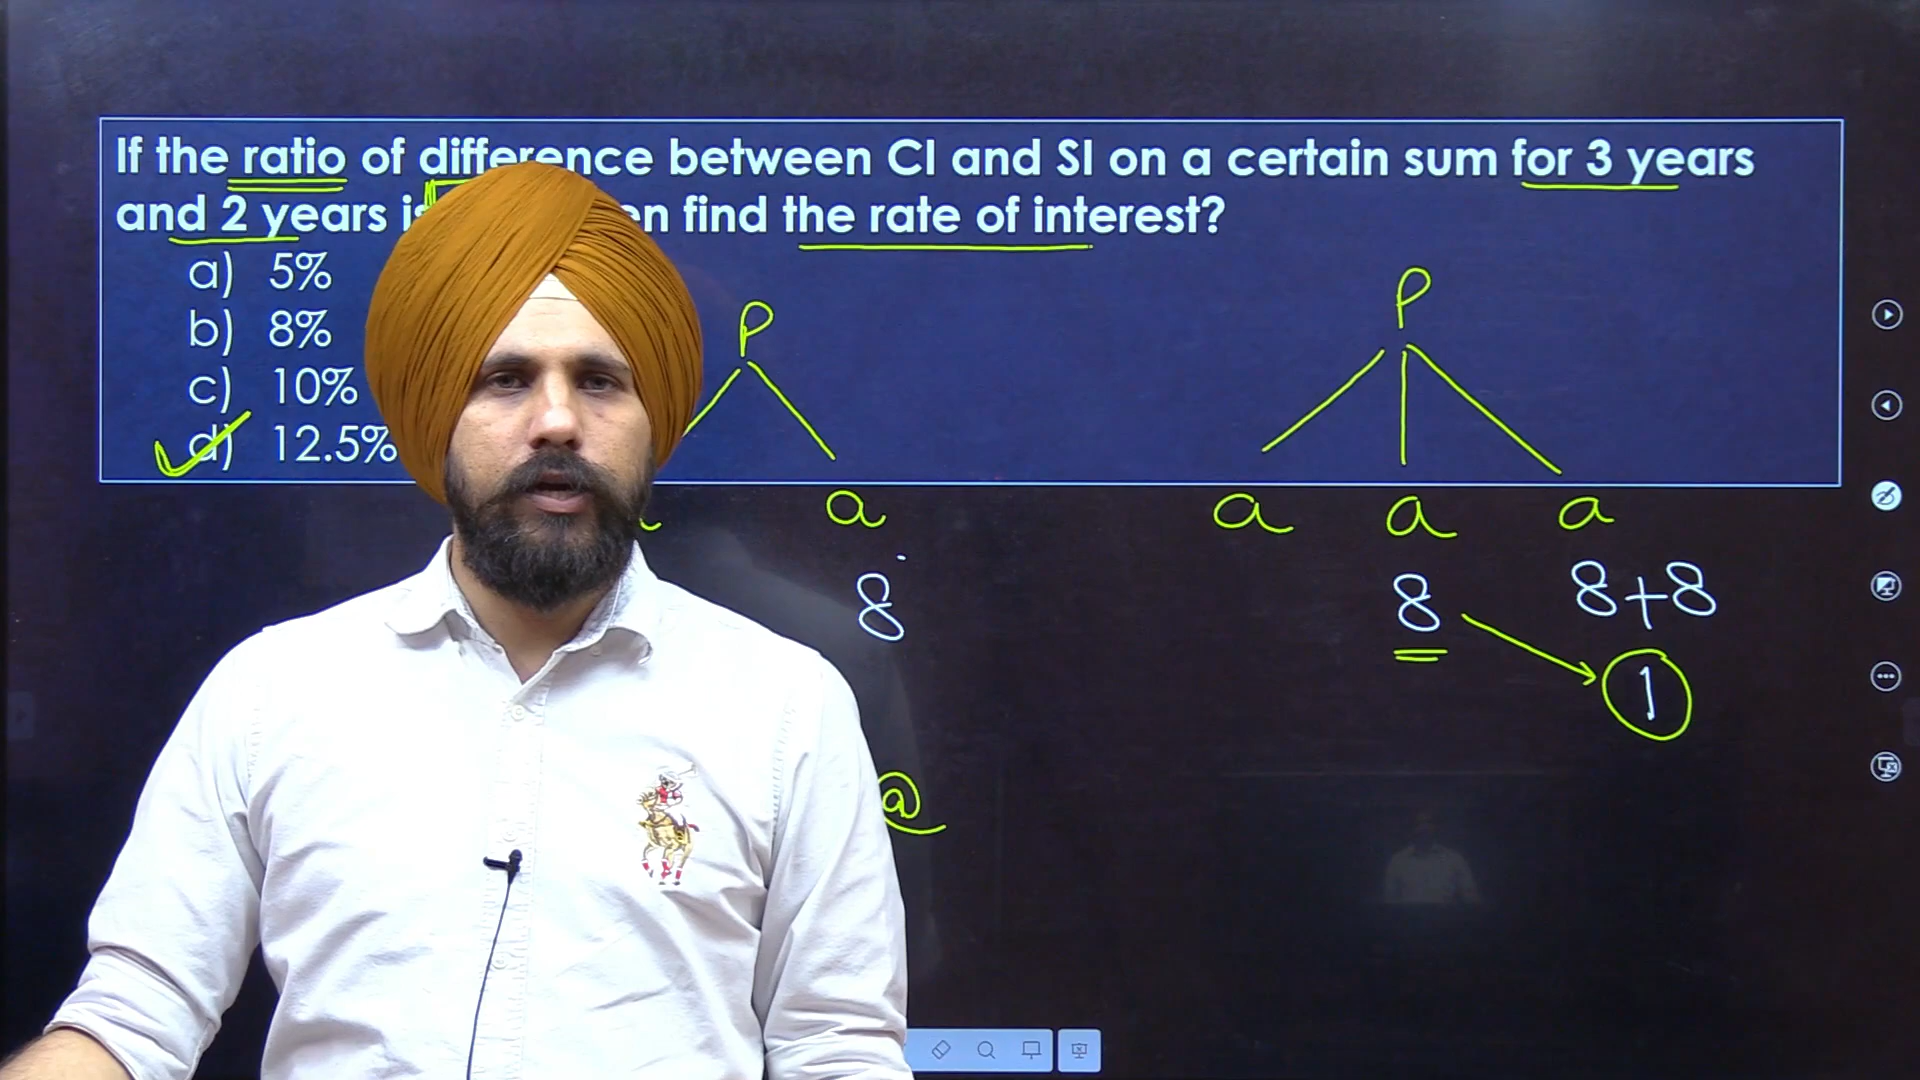 If the ratio of difference between CI and SI on a certain sum for 3 years
and 2 years is find the rate of interest?
a) 5%
b) 8%
c) 10%
d) 12.5%
P
P
a
a a a
8
8 8+8
1
a